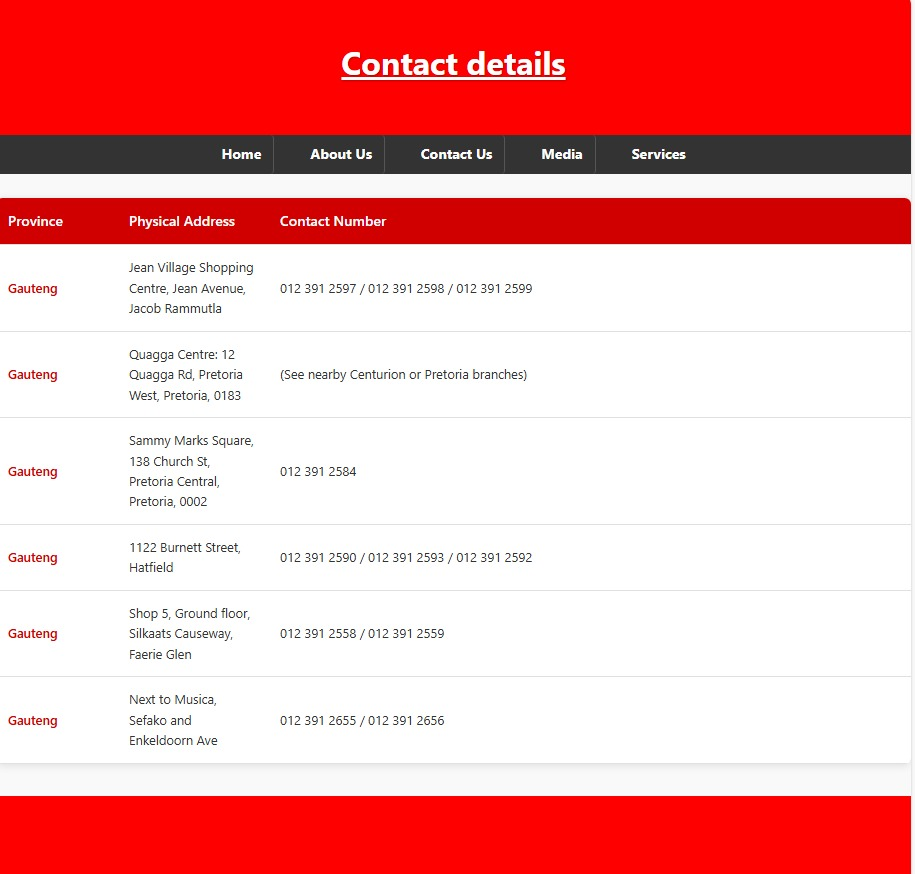 Contact details
Home About Us Contact Us Media Services
Province Physical Address Contact Number
Gauteng
Jean Village Shopping
Centre, Jean Avenue,
Jacob Rammutla
012 391 2597 / 012 391 2598 / 012 391 2599
Gauteng
Quagga Centre: 12
Quagga Rd, Pretoria
West, Pretoria, 0183
(See nearby Centurion or Pretoria branches)
Gauteng
Sammy Marks Square,
138 Church St,
Pretoria Central,
Pretoria, 0002
012 391 2584
Gauteng
1122 Burnett Street,
Hatfield
012 391 2590 / 012 391 2593 / 012 391 2592
Gauteng
Shop 5, Ground floor,
Silkaats Causeway,
Faerie Glen
012 391 2558 / 012 391 2559
Gauteng
Next to Musica,
Sefako and
Enkeldoorn Ave
012 391 2655 / 012 391 2656